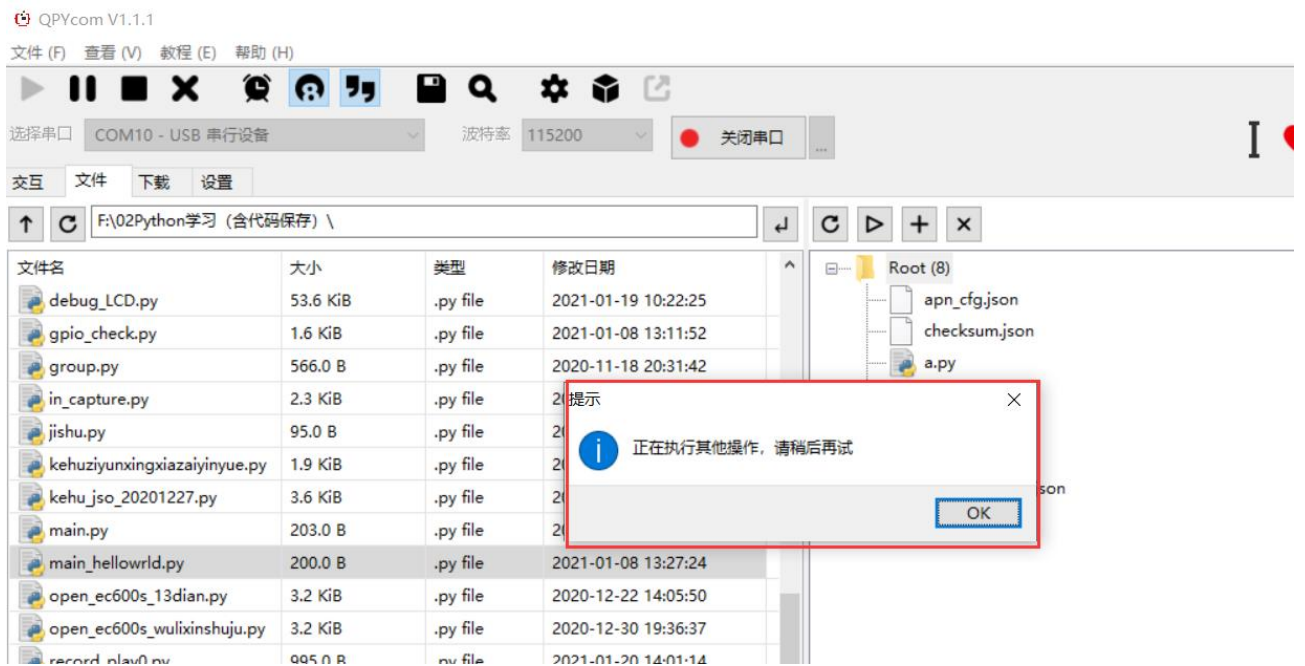 QPYcom V1.1.1
文件 (F) 查看 (V) 教程 (E) 帮助 (H)
选择串口 COM10 - USB 串行设备 波特率 115200 关闭串口 ...
交互 文件 下载 设置
F:\02Python学习（含代码保存）\
文件名 大小 类型 修改日期 Root (8)
debug_LCD.py 53.6 KiB .py file 2021-01-19 10:22:25 apn_cfg.json
gpio_check.py 1.6 KiB .py file 2021-01-08 13:11:52 checksum.json
group.py 566.0 B .py file 2020-11-18 20:31:42 a.py
in_capture.py 2.3 KiB .py file 2 提示
jishu.py 95.0 B .py file 2
正在执行其他操作，请稍后再试
kehuziyunxingxiazaiyinyue.py 1.9 KiB .py file 2
kehu_jso_20201227.py 3.6 KiB .py file 2 son
OK
main.py 203.0 B .py file 2
main_hellowrld.py 200.0 B .py file 2021-01-08 13:27:24
open_ec600s_13dian.py 3.2 KiB .py file 2020-12-22 14:05:50
open_ec600s_wulixinshuju.py 3.2 KiB .py file 2020-12-30 19:36:37
record_play0.py 995.0 B .py file 2021-01-20 14:01:14